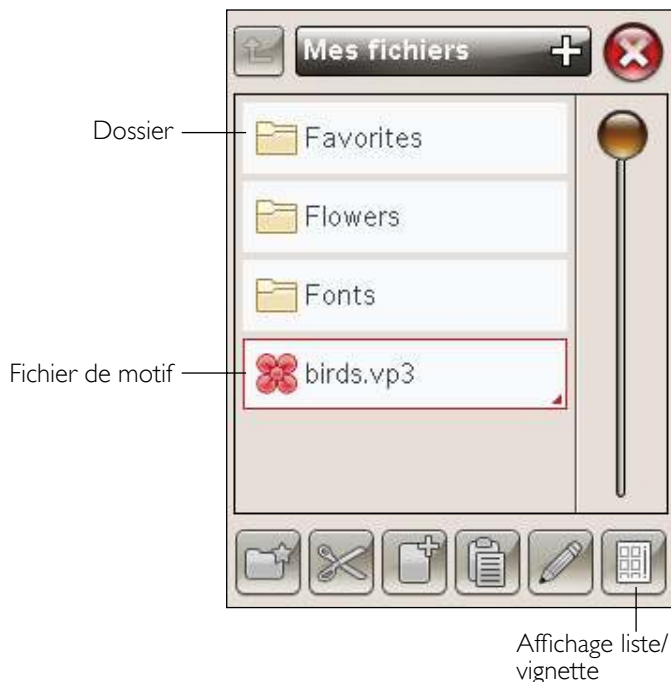 Mes fichiers
Dossier
Favorites
Flowers
Fonts
Fichier de motif
birds.vp3
Affichage liste/
vignette